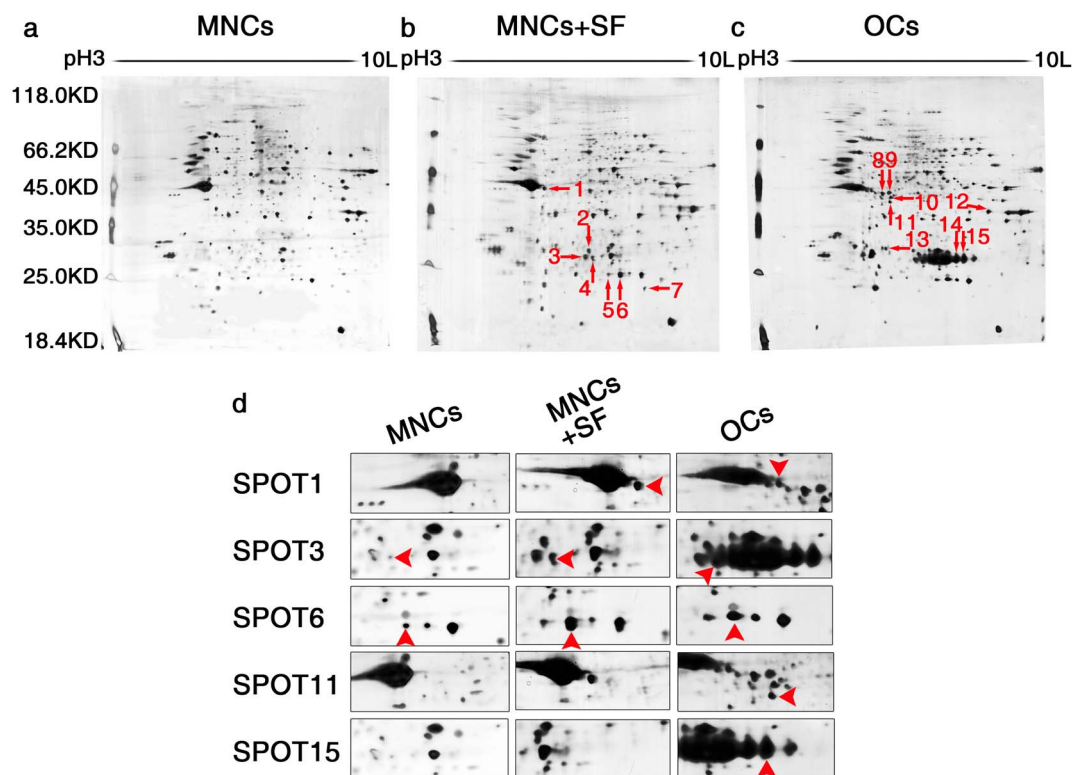 a MNCs
b MNCs+SF
c OCs
pH3 10L
pH3 10L
pH3 10L
118.0KD
66.2KD
45.0KD
35.0KD
25.0KD
18.4KD
1
2
3
4
5 6
7
8 9
10
11
12
13
14
15
d
MNCs
MNCs
+SF
OCs
SPOT1
SPOT3
SPOT6
SPOT11
SPOT15